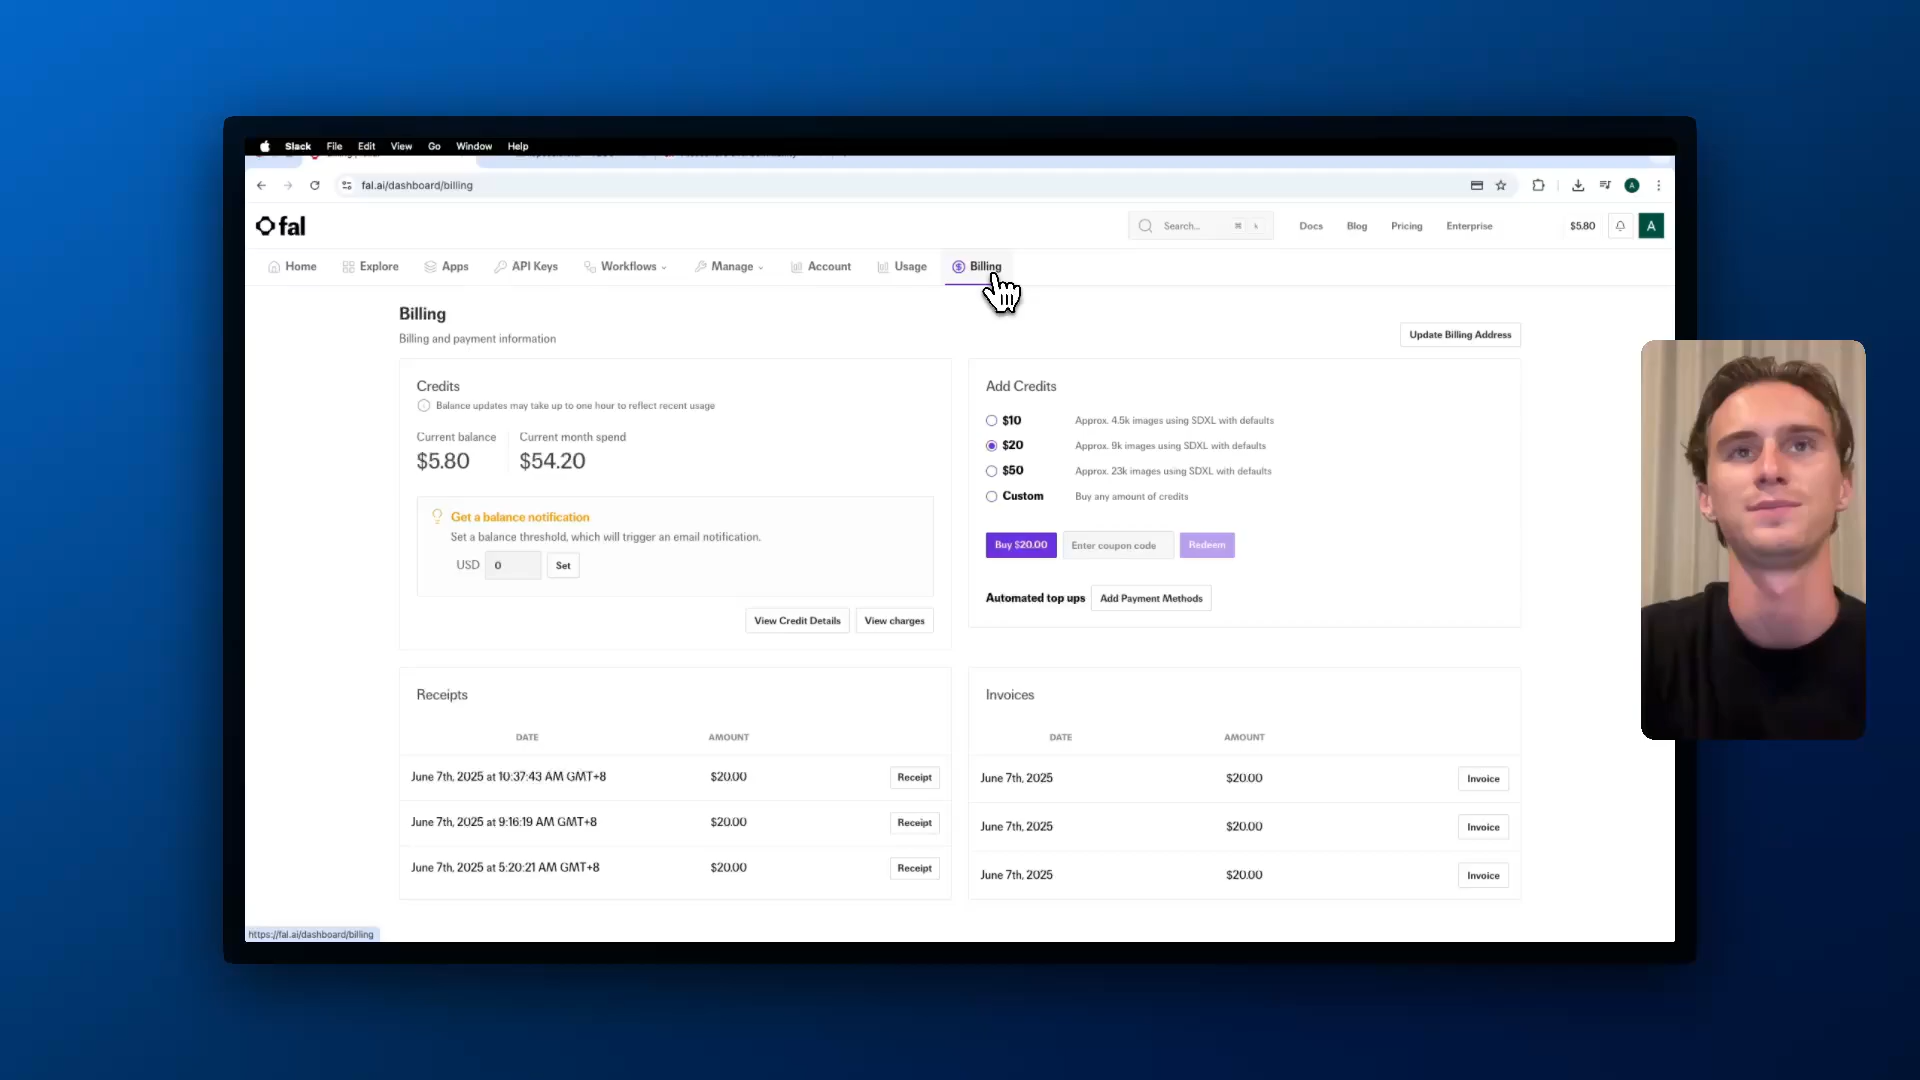 Slack File Edit View Go Window Help
fal.ai/dashboard/billing
A
fal
Search...
Docs
Blog
Pricing
Enterprise
$5.80
A
Home
Explore
Apps
API Keys
Workflows
Manage
Account
Usage
Billing
Billing
Billing and payment information
Update Billing Address
Credits
Balance updates may take up to one hour to reflect recent usage
Current balance
$5.80
Current month spend
$54.20
Get a balance notification
Set a balance threshold, which will trigger an email notification.
USD 0 Set
View Credit Details
View charges
Add Credits
$10 Approx. 4.5k images using SDXL with defaults
$20 Approx. 9k images using SDXL with defaults
$50 Approx. 23k images using SDXL with defaults
Custom Buy any amount of credits
Buy $20.00
Enter coupon code
Redeem
Automated top ups
Add Payment Methods
Receipts
DATE AMOUNT
June 7th, 2025 at 10:37:43 AM GMT+8 $20.00 Receipt
June 7th, 2025 at 9:16:19 AM GMT+8 $20.00 Receipt
June 7th, 2025 at 5:20:21 AM GMT+8 $20.00 Receipt
Invoices
DATE AMOUNT
June 7th, 2025 $20.00 Invoice
June 7th, 2025 $20.00 Invoice
June 7th, 2025 $20.00 Invoice
https://fal.ai/dashboard/billing